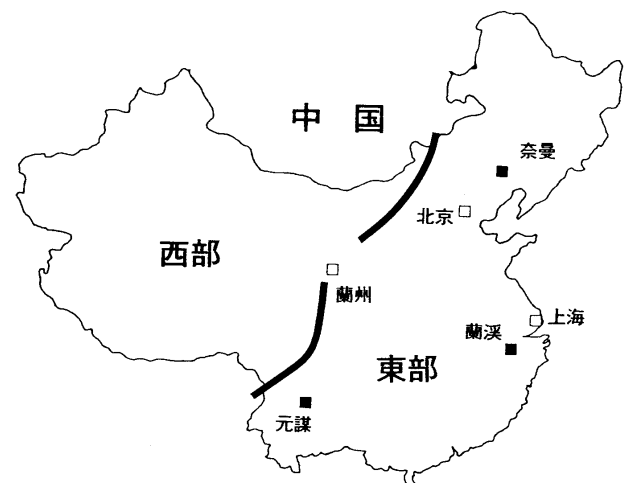 中 国
奈曼
北京
西部
蘭州
上海
蘭渓
東部
元謀